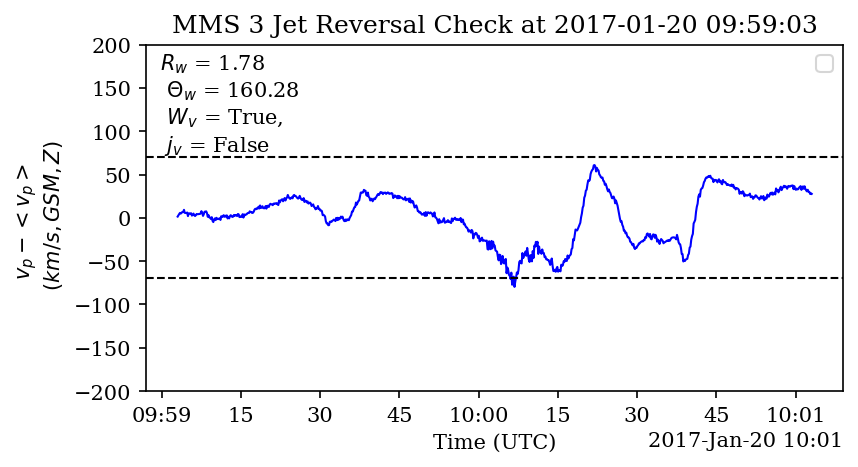 MMS 3 Jet Reversal Check at 2017-01-20 09:59:03
R_w = 1.78
Θ_w = 160.28
W_v = True,
j_v = False
v_p − < v_p >
(km/s, GSM, Z)
200
150
100
50
0
−50
−100
−150
−200
09:59 15 30 45 10:00 15 30 45 10:01
Time (UTC) 2017-Jan-20 10:01